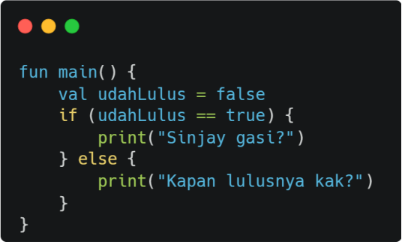 fun main() {
    val udahLulus = false
    if (udahLulus == true) {
        print("Sinjay gasi?")
    } else {
        print("Kapan lulusnya kak?")
    }
}